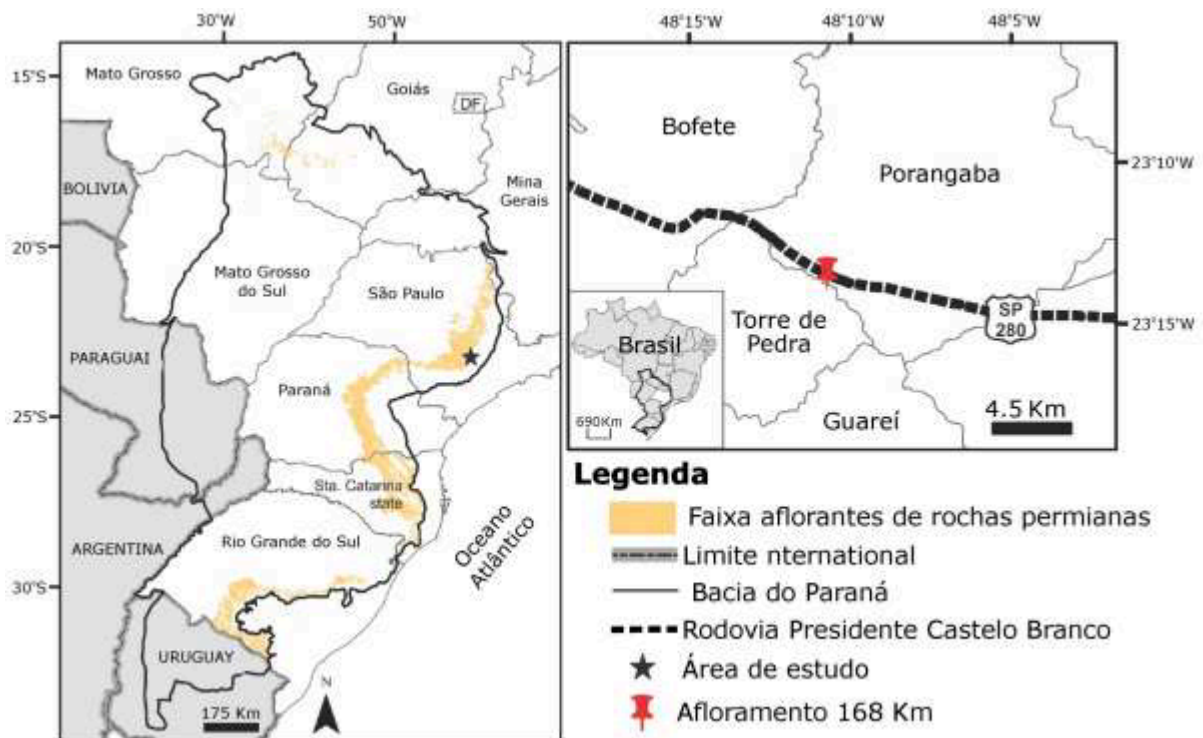 30°W
50°W
15°S
20°S
25°S
30°S
Mato Grosso
Goiás
DF
BOLIVIA
Mina
Gerais
Mato Grosso
do Sul
São Paulo
PARAGUAI
Paraná
Sta. Catarina
state
ARGENTINA
Rio Grande do Sul
Oceano
Atlântico
URUGUAY
N
175 Km
48°15'W
48°10'W
48°5'W
23°10'W
23°15'W
Bofete
Porangaba
Torre de
Pedra
Guareí
SP
280
Brasil
690Km
4.5 Km
Legenda
Faixa aflorantes de rochas permianas
Limite nternational
Bacia do Paraná
Rodovia Presidente Castelo Branco
Área de estudo
Afloramento 168 Km